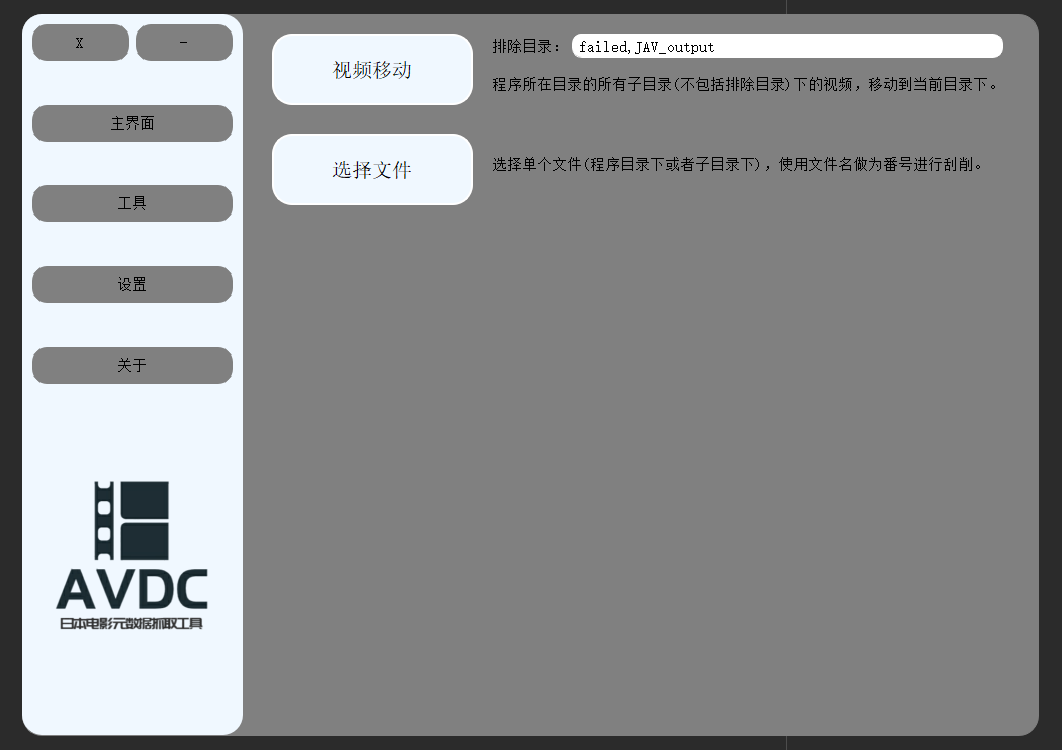 X
-
主界面
工具
设置
关于
AVDC
日本电影元数据抓取工具
视频移动
排除目录：
failed,JAV_output
程序所在目录的所有子目录(不包括排除目录)下的视频，移动到当前目录下。
选择文件
选择单个文件(程序目录下或者子目录下)，使用文件名做为番号进行刮削。